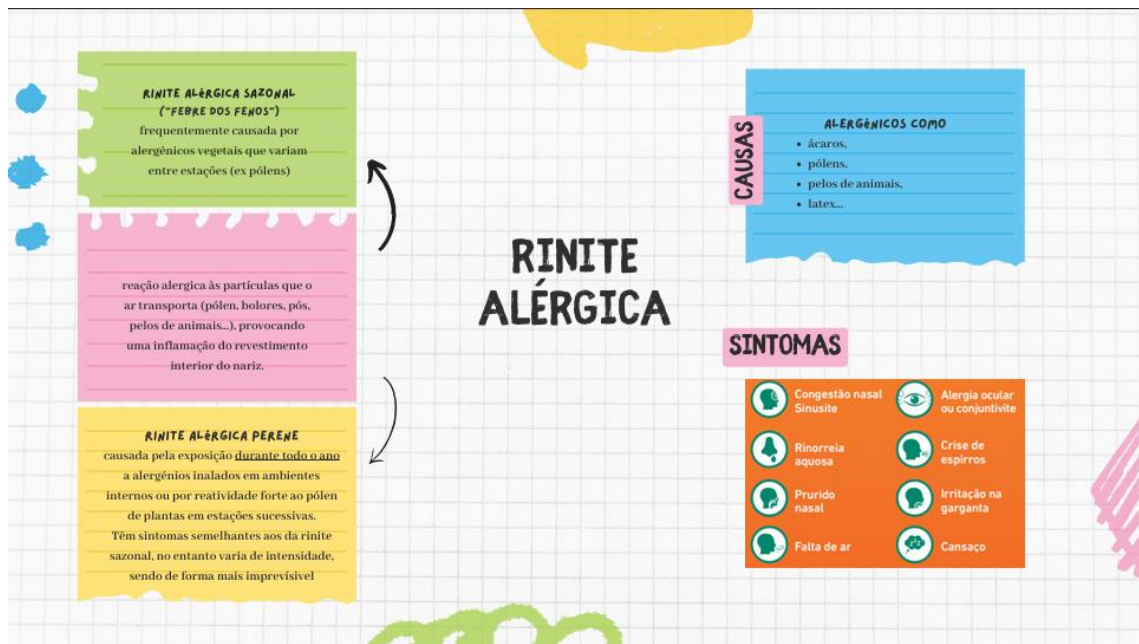 RINITE ALÉRGICA SAZONAL
("FEBRE DOS FENOS")
frequentemente causada por
alergénicos vegetais que variam
entre estações (ex pólens)
reação alergica às partículas que o
ar transporta (pólen, bolores, pós,
pelos de animais...), provocando
uma inflamação do revestimento
interior do nariz.
RINITE ALÉRGICA PERENE
causada pela exposição durante todo o ano
a alergénios inalados em ambientes
internos ou por reatividade forte ao pólen
de plantas em estações sucessivas.
Têm sintomas semelhantes aos da rinite
sazonal, no entanto varia de intensidade,
sendo de forma mais imprevísivel
RINITE
ALÉRGICA
CAUSAS
ALERGÉNICOS COMO
• ácaros,
• pólens,
• pelos de animais,
• latex...
SINTOMAS
Congestão nasal
Sinusite
Alergia ocular
ou conjuntivite
Rinorreia
aquosa
Crise de
espirros
Prurido
nasal
Irritação na
garganta
Falta de ar
Cansaço